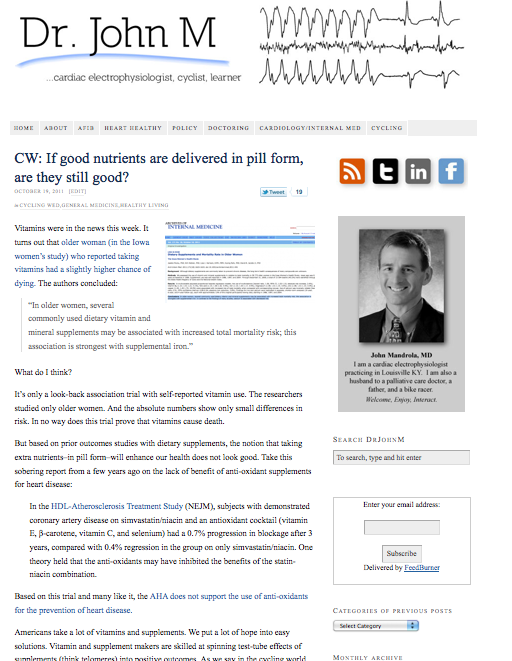 Dr. John M
...cardiac electrophysiologist, cyclist, learner
HOME ABOUT AFIB HEART HEALTHY POLICY DOCTORING CARDIOLOGY/INTERNAL MED CYCLING
CW: If good nutrients are delivered in pill form,
are they still good?
OCTOBER 19, 2011 [EDIT]
Tweet 19
in CYCLING WED,GENERAL MEDICINE,HEALTHY LIVING
Vitamins were in the news this week. It
turns out that older woman (in the Iowa
women's study) who reported taking
vitamins had a slightly higher chance of
dying. The authors concluded:
ARCHIVES OF
INTERNAL MEDICINE
Dietary Supplements and Mortality Rate in Older Women
"In older women, several
commonly used dietary vitamin and
mineral supplements may be associated with increased total mortality risk; this
association is strongest with supplemental iron."
What do I think?
It's only a look-back association trial with self-reported vitamin use. The researchers
studied only older women. And the absolute numbers show only small differences in
risk. In no way does this trial prove that vitamins cause death.
But based on prior outcomes studies with dietary supplements, the notion that taking
extra nutrients–in pill form–will enhance our health does not look good. Take this
sobering report from a few years ago on the lack of benefit of anti-oxidant supplements
for heart disease:
In the HDL-Atherosclerosis Treatment Study (NEJM), subjects with demonstrated
coronary artery disease on simvastatin/niacin and an antioxidant cocktail (vitamin
E, β-carotene, vitamin C, and selenium) had a 0.7% progression in blockage after 3
years, compared with 0.4% regression in the group on only simvastatin/niacin. One
theory held that the anti-oxidants may have inhibited the benefits of the statin-
niacin combination.
Based on this trial and many like it, the AHA does not support the use of anti-oxidants
for the prevention of heart disease.
Americans take a lot of vitamins and supplements. We put a lot of hope into easy
solutions. Vitamin and supplement makers are skilled at spinning test-tube effects of
supplements (think telomeres) into positive outcomes. As we say in the cycling world
t
in
f
John Mandrola, MD
I am a cardiac electrophysiologist
practicing in Louisville KY. I am also a
husband to a palliative care doctor, a
father, and a bike racer.
Welcome, Enjoy, Interact.
SEARCH DRJOHNM
To search, type and hit enter
Enter your email address:
Subscribe
Delivered by FeedBurner
CATEGORIES OF PREVIOUS POSTS
Select Category
MONTHLY ARCHIVE